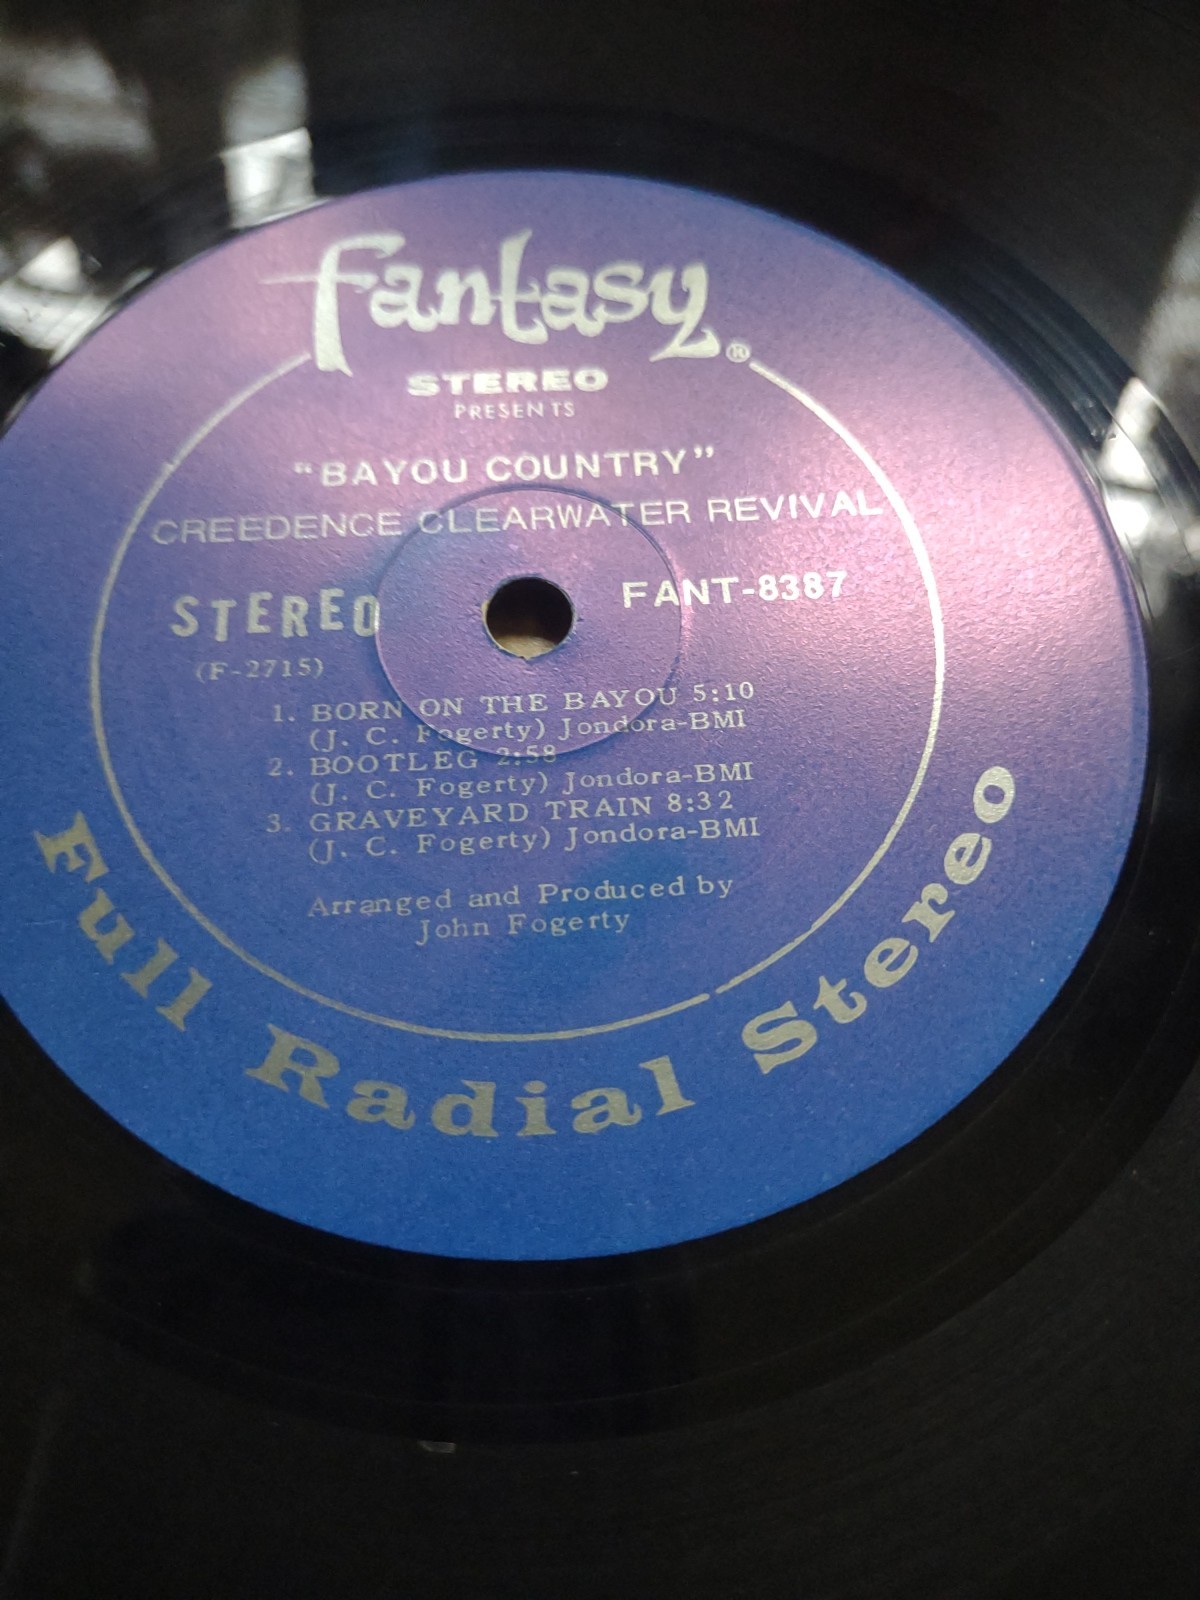 fantasy®
STEREO
PRESENTS
"BAYOU COUNTRY"
CREEDENCE CLEARWATER REVIVAL
STEREO FANT-8387
(F-2715)
1. BORN ON THE BAYOU 5:10
(J. C. Fogerty) Jondora-BMI
2. BOOTLEG 2:58
(J. C. Fogerty) Jondora-BMI
3. GRAVEYARD TRAIN 8:32
(J. C. Fogerty) Jondora-BMI
Arranged and Produced by
John Fogerty
Full Radial Stereo